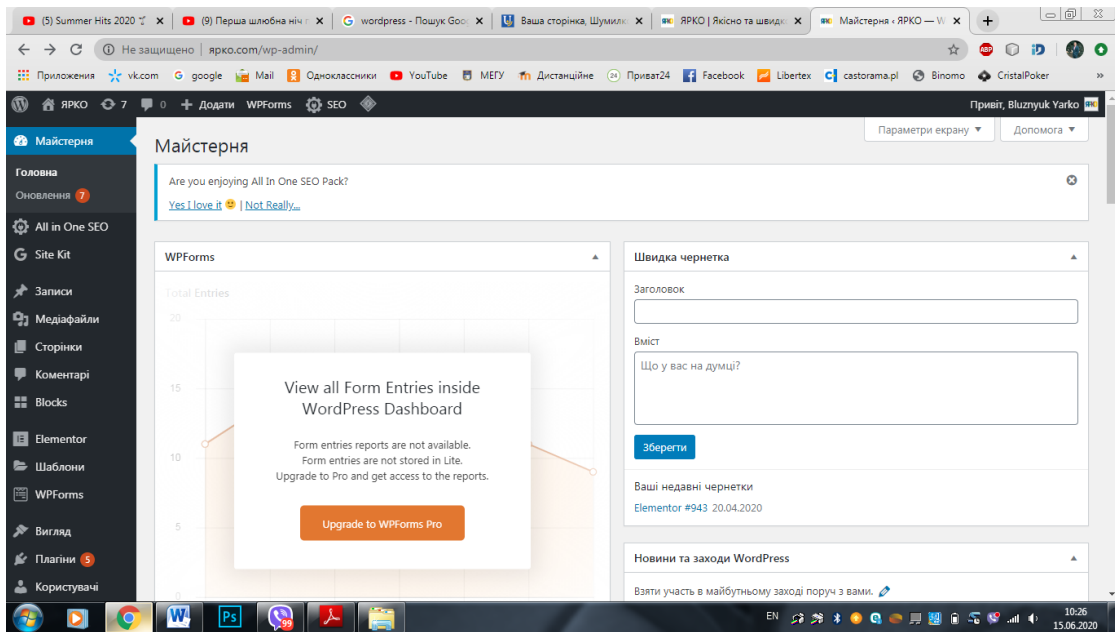 (5) Summer Hits 2020
(9) Перша шлюбна ніч
wordpress - Пошук Goo
Ваша сторінка, Шумил
ЯРКО | Якісно та швидк
Майстерня ‹ ЯРКО — W
Не защищено | ярко.com/wp-admin/
ABP
Приложения vk.com google Mail Одноклассники YouTube МЕГУ Дистанційне Приват24 Facebook Libertex castorama.pl Binomo CristalPoker »
ЯРКО 7 0 + Додати WPForms SEO
Привіт, Bluznyuk Yarko
Параметри екрану ▼ Допомога ▼
Майстерня
Головна
Оновлення 7
All in One SEO
Site Kit
Записи
Медіафайли
Сторінки
Коментарі
Blocks
Elementor
Шаблони
WPForms
Вигляд
Плагіни 5
Користувачі
Майстерня
Are you enjoying All In One SEO Pack?
Yes I love it 🙂 | Not Really...
WPForms
Total Entries
20
15
10
5
0
View all Form Entries inside
WordPress Dashboard
Form entries reports are not available.
Form entries are not stored in Lite.
Upgrade to Pro and get access to the reports.
Upgrade to WPForms Pro
Швидка чернетка
Заголовок
Вміст
Що у вас на думці?
Зберегти
Ваші недавні чернетки
Elementor #943 20.04.2020
Новини та заходи WordPress
Взяти участь в майбутньому заході поруч з вами.
W Ps 99
EN
10:26
15.06.2020